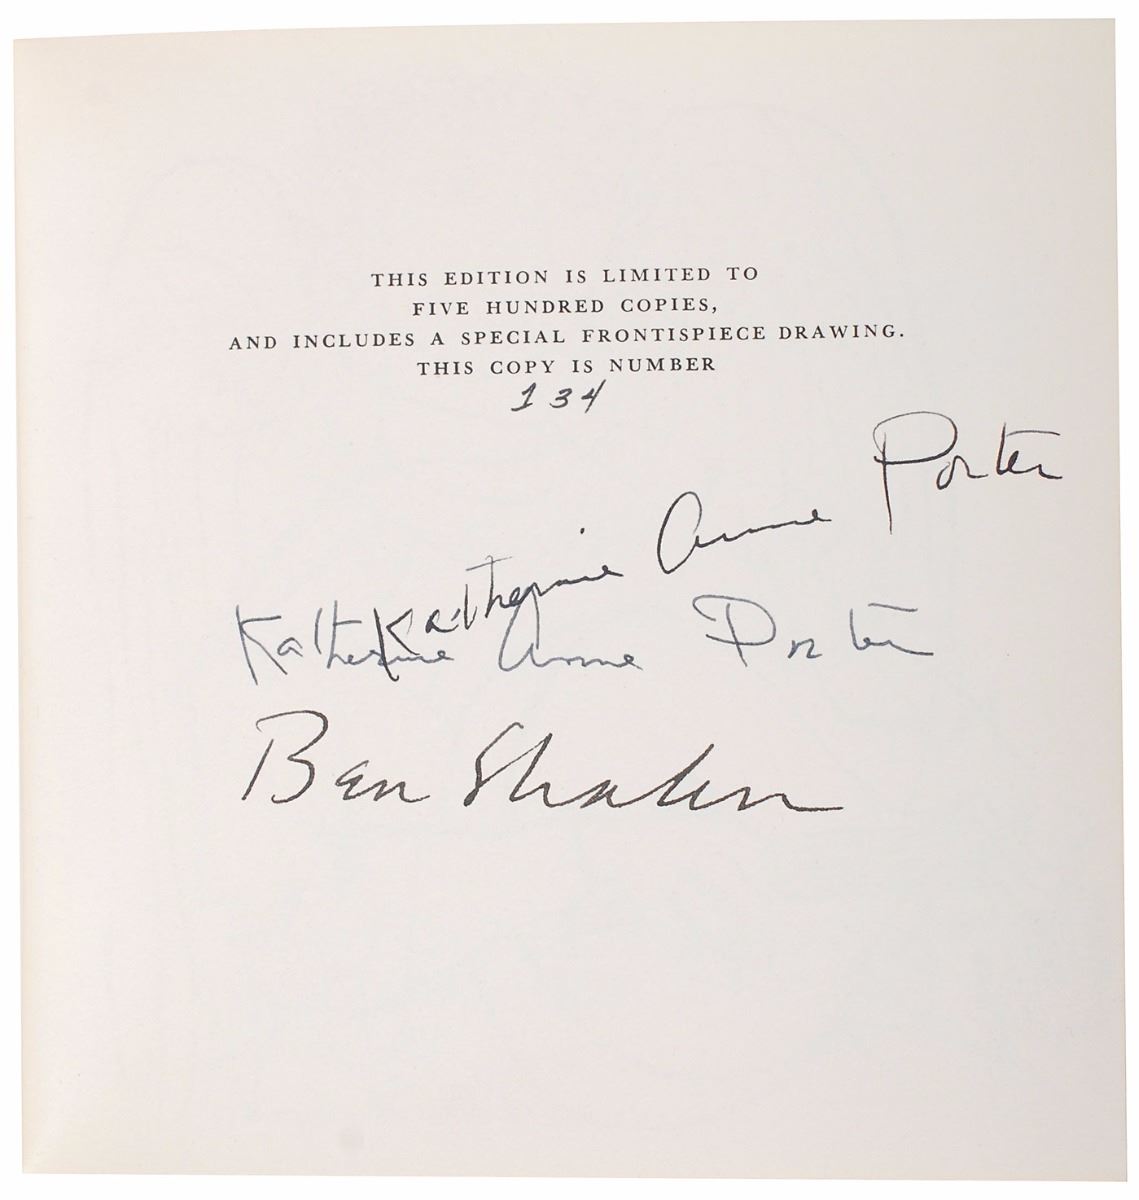 THIS EDITION IS LIMITED TO
FIVE HUNDRED COPIES,
AND INCLUDES A SPECIAL FRONTISPIECE DRAWING.
THIS COPY IS NUMBER
134
Katherine Anne Porter
Katherine Anne Porter
Ben Shahn